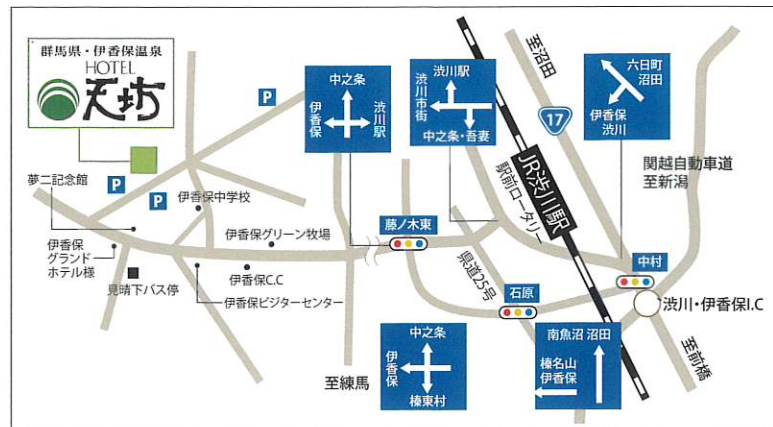 群馬県・伊香保温泉
HOTEL
天坊
P
P
P
夢二記念館
伊香保中学校
伊香保
グランド
ホテル様
見晴下バス停
伊香保グリーン牧場
伊香保C.C
伊香保ビジターセンター
中之条
伊香保
渋川駅
藤ノ木東
渋川駅
渋川市街
中之条・吾妻
駅前ロータリー
JR渋川駅
至沼田
17
六日町
沼田
伊香保
渋川
関越自動車道
至新潟
中村
渋川・伊香保I.C
至前橋
県道25号
石原
中之条
伊香保
榛東村
至練馬
南魚沼 沼田
榛名山
伊香保